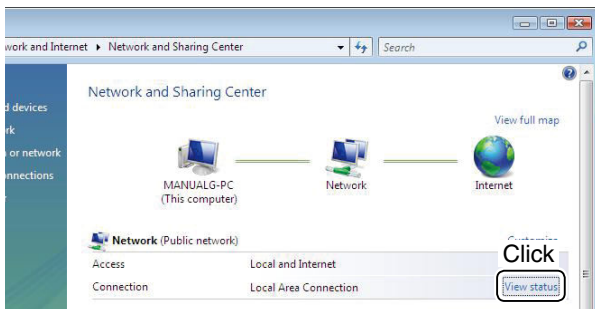 work and Internet ▸ Network and Sharing Center
Search
d devices
rk
n or network
onnections
Network and Sharing Center
View full map
MANUALG-PC
(This computer)
Network
Internet
Network (Public network)
Customize
Click
Access Local and Internet
Connection Local Area Connection View status